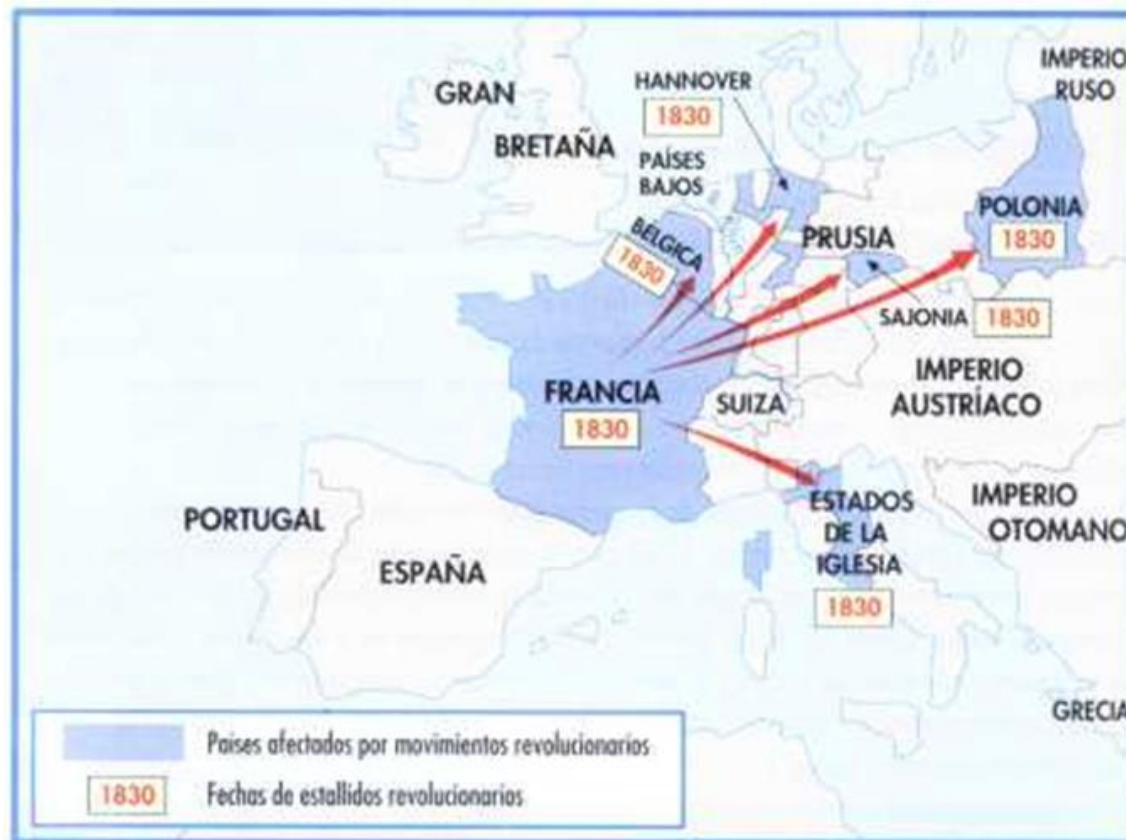 GRAN
BRETAÑA
HANNOVER
1830
PAÍSES
BAJOS
IMPERIO
RUSO
BÉLGICA
1830
PRUSIA
POLONIA
1830
SAJONIA 1830
FRANCIA
1830
SUIZA
IMPERIO
AUSTRÍACO
PORTUGAL
ESPAÑA
ESTADOS
DE LA
IGLESIA
1830
IMPERIO
OTOMANO
GRECIA
Países afectados por movimientos revolucionarios
1830 Fechas de estallidos revolucionarios